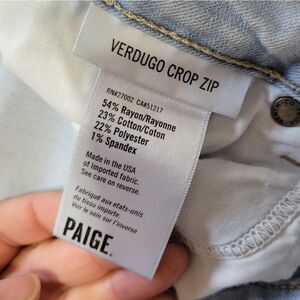 VERDUGO CROP ZIP
RN#27002 CA#51217
54% Rayon/Rayonne
23% Cotton/Coton
22% Polyester
1% Spandex
Made in the USA
of imported fabric.
See care on reverse.
Fabriqué aux états-unis
du tissu importe.
Voir le soin sur l'inverse
PAIGE